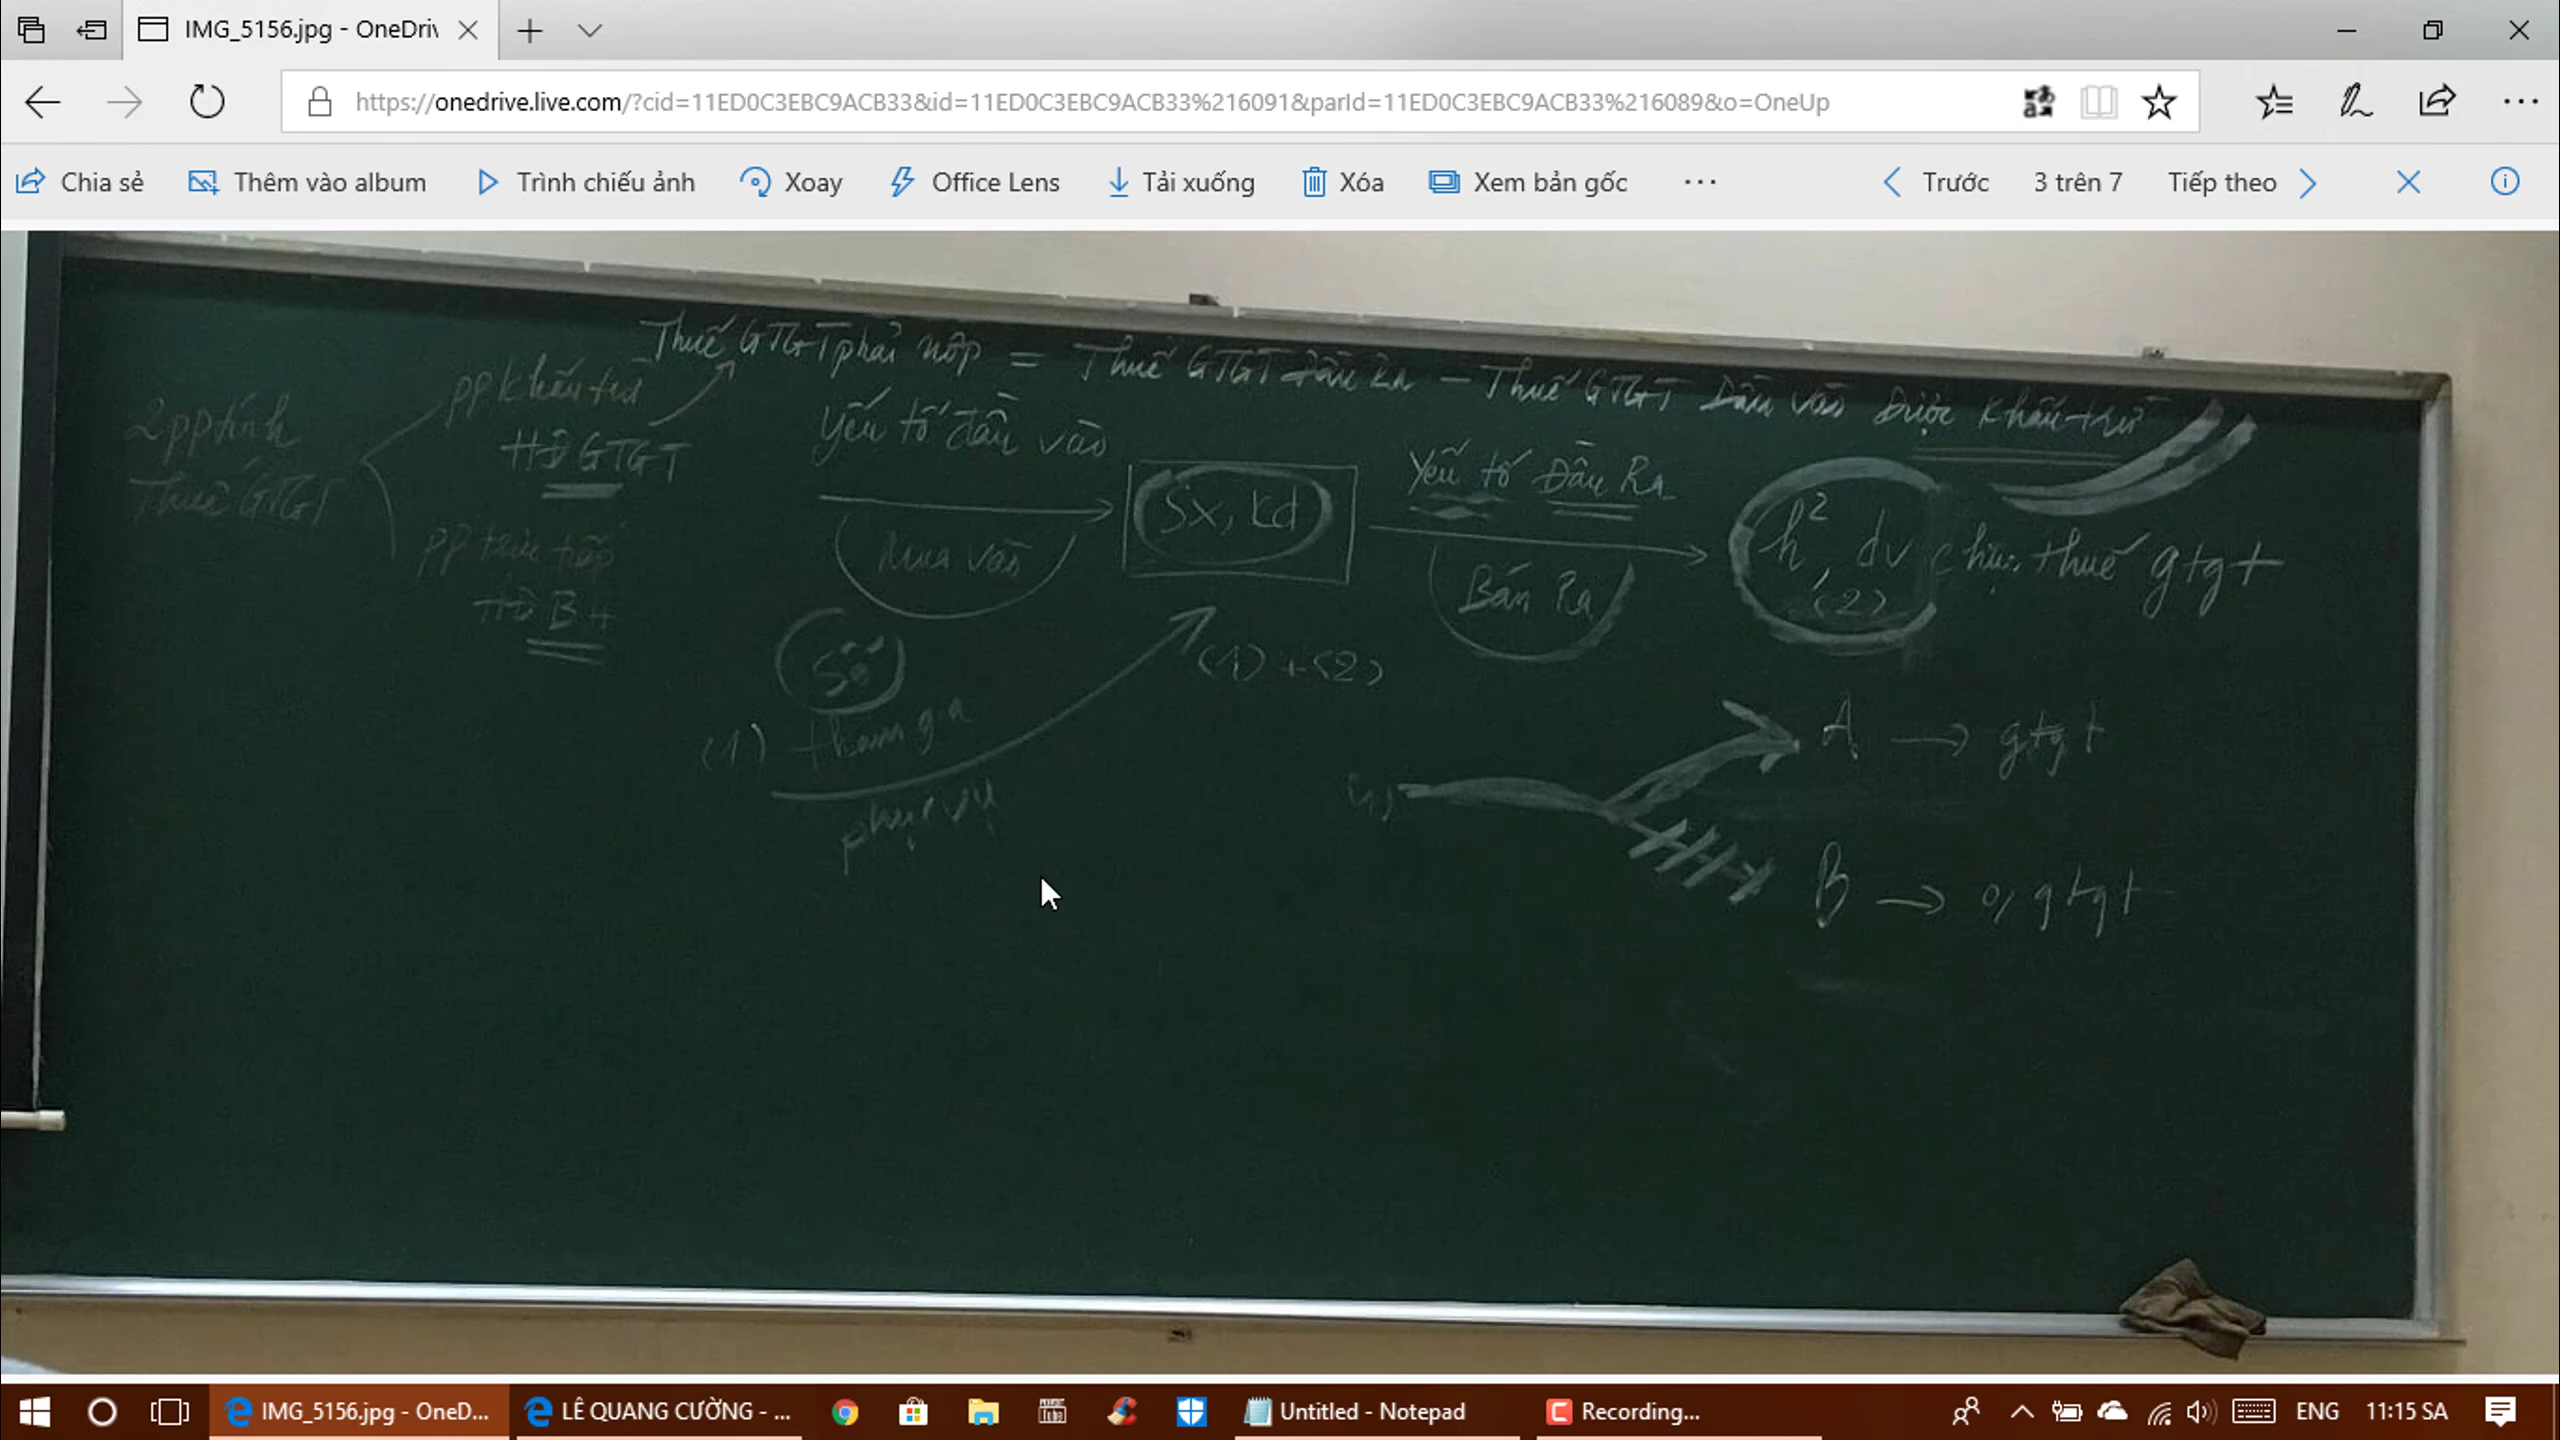 IMG_5156.jpg - OneDriv
https://onedrive.live.com/?cid=11ED0C3EBC9ACB33&id=11ED0C3EBC9ACB33%216091&parId=11ED0C3EBC9ACB33%216089&o=OneUp
Chia sẻ Thêm vào album Trình chiếu ảnh Xoay Office Lens Tải xuống Xóa Xem bản gốc ... Trước 3 trên 7 Tiếp theo
Thuế GTGT phải nộp = Thuế GTGT Đầu Ra - Thuế GTGT Đầu vào Được khấu trừ
2 pp tính
Thuế GTGT
pp khấu trừ
HĐ GTGT
pp trực tiếp
HĐ BH
yếu tố đầu vào
Mua vào
Sx, kd
Yếu tố Đầu Ra
Bán Ra
h², dv chịu thuế gtgt
(2)
Số
(1) tham gia
phục vụ
(1) + (2)
A → gtgt
B → gtgt
IMG_5156.jpg - OneD...
LÊ QUANG CƯỜNG - ...
Untitled - Notepad
Recording...
ENG
11:15 SA